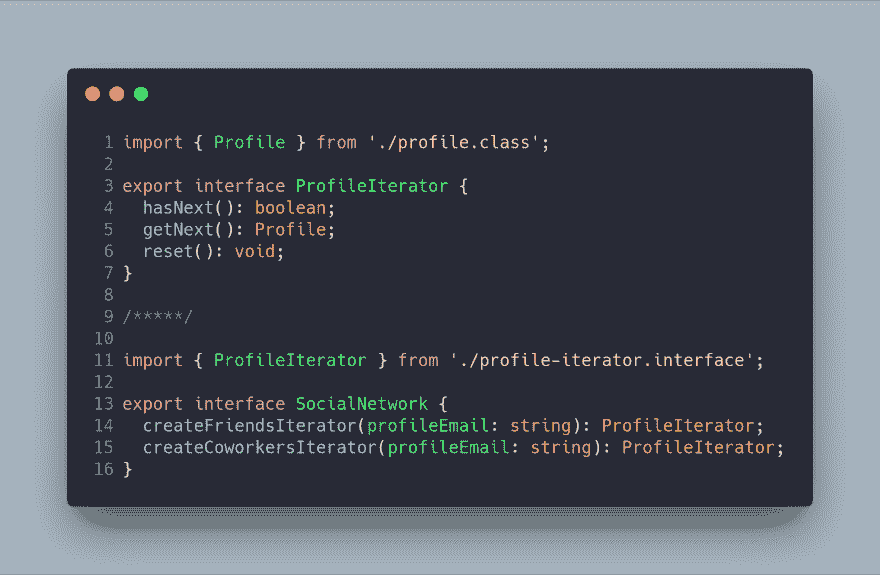 1 import { Profile } from './profile.class';
2
3 export interface ProfileIterator {
4   hasNext(): boolean;
5   getNext(): Profile;
6   reset(): void;
7 }
8
9 /*****/
10
11 import { ProfileIterator } from './profile-iterator.interface';
12
13 export interface SocialNetwork {
14   createFriendsIterator(profileEmail: string): ProfileIterator;
15   createCoworkersIterator(profileEmail: string): ProfileIterator;
16 }